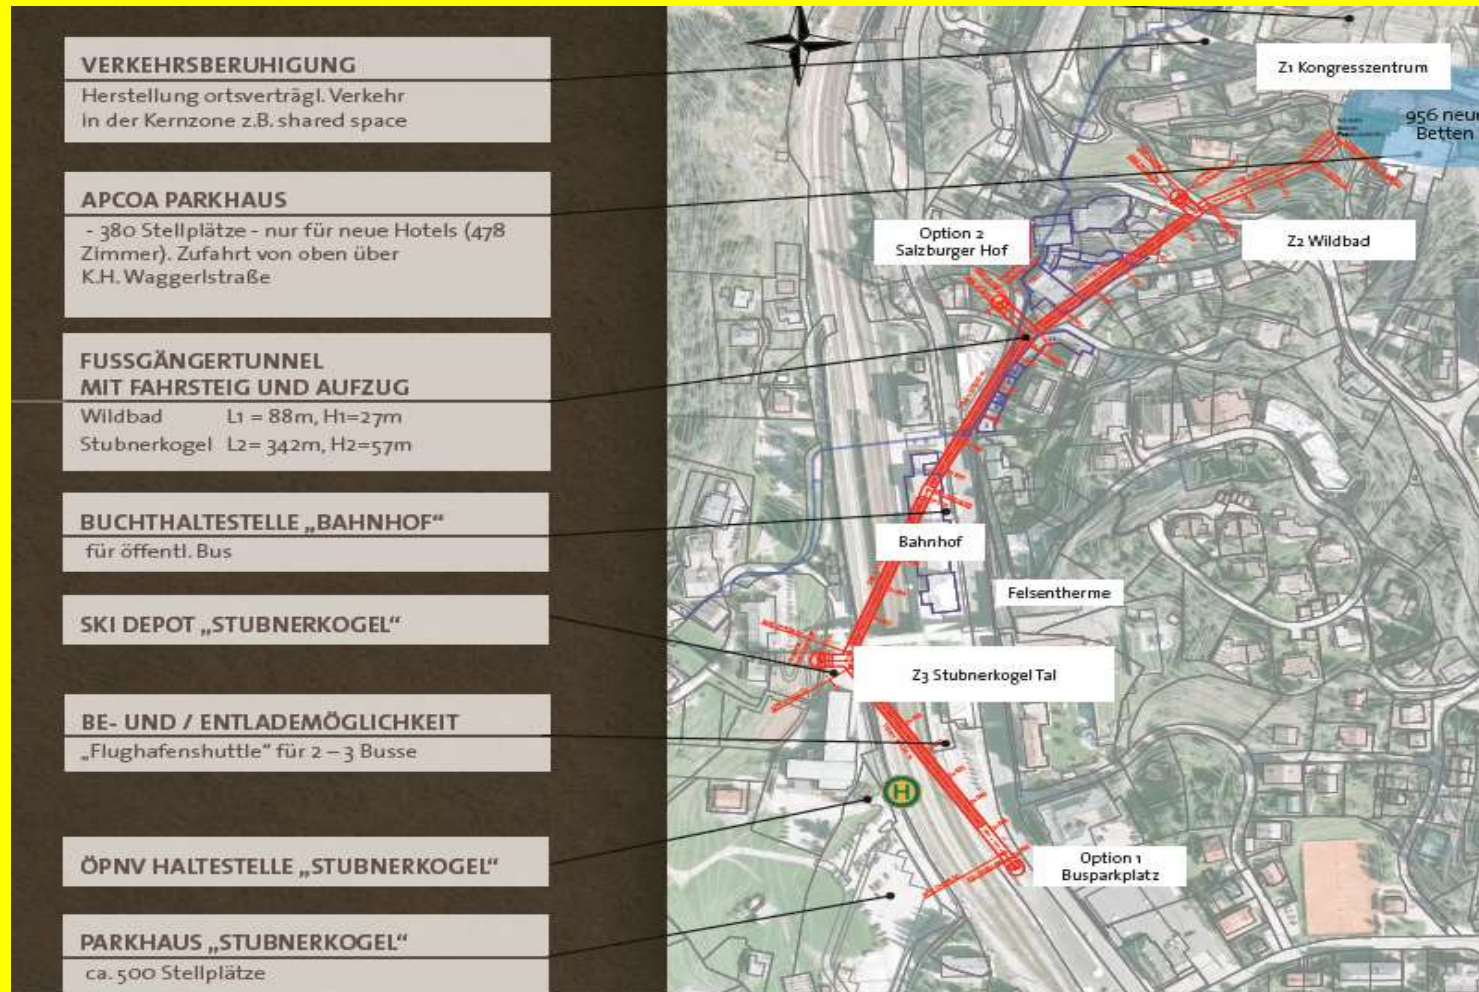 VERKEHRSBERUHIGUNG
Herstellung ortsverträgl. Verkehr
in der Kernzone z.B. shared space
APCOA PARKHAUS
- 380 Stellplätze - nur für neue Hotels (478
Zimmer). Zufahrt von oben über
K.H. Waggerlstraße
FUSSGÄNGERTUNNEL
MIT FAHRSTEIG UND AUFZUG
Wildbad L1 = 88m, H1=27m
Stubnerkogel L2= 342m, H2=57m
BUCHTHALTESTELLE „BAHNHOF“
für öffentl. Bus
SKI DEPOT „STUBNERKOGEL“
BE- UND / ENTLADEMÖGLICHKEIT
„Flughafenshuttle“ für 2 – 3 Busse
ÖPNV HALTESTELLE „STUBNERKOGEL“
PARKHAUS „STUBNERKOGEL“
ca. 500 Stellplätze
Z1 Kongresszentrum
956 neue
Betten
Z2 Wildbad
Option 2
Salzburger Hof
Bahnhof
Felsentherme
Z3 Stubnerkogel Tal
H
Option 1
Busparkplatz